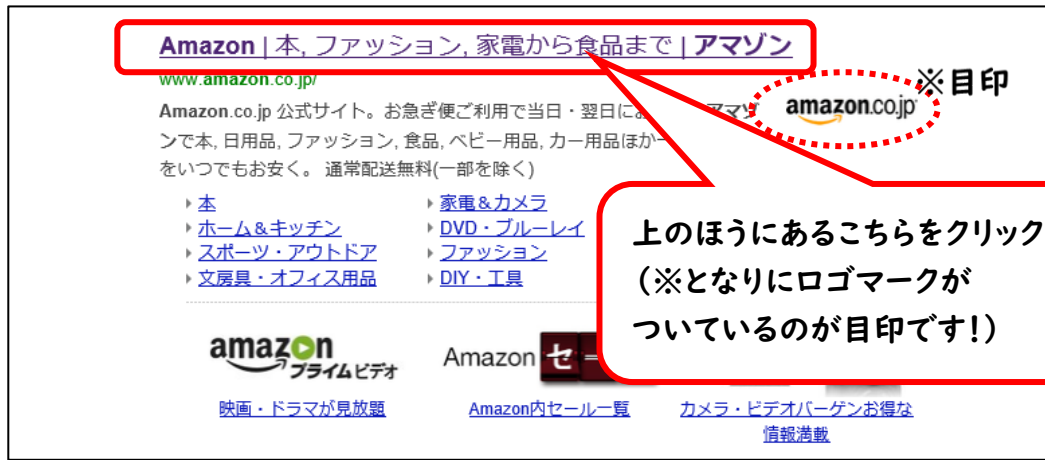 Amazon | 本, ファッション, 家電から食品まで | アマゾン
www.amazon.co.jp/
※目印
amazon.co.jp
Amazon.co.jp 公式サイト。お急ぎ便ご利用で当日・翌日に アマゾ
ンで本, 日用品, ファッション, 食品, ベビー用品, カー用品ほか
をいつでもお安く。 通常配送無料(一部を除く)
本
家電&カメラ
ホーム&キッチン
DVD・ブルーレイ
スポーツ・アウトドア
ファッション
文房具・オフィス用品
DIY・工具
上のほうにあるこちらをクリック
(※となりにロゴマークが
ついているのが目印です!)
amazon
プライムビデオ
Amazon セー
映画・ドラマが見放題
Amazon内セール一覧
カメラ・ビデオバーゲンお得な
情報満載